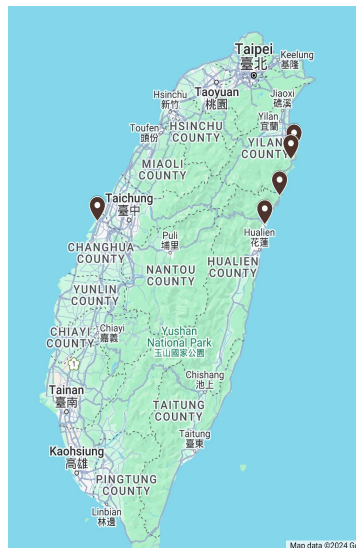 Taipei
臺北
Keelung
基隆
Taoyuan
桃園
Jiaoxi
礁溪
Hsinchu
新竹
Yilan
宜蘭
Toufen
頭份
HSINCHU
COUNTY
YILAN
COUNTY
MIAOLI
COUNTY
Taichung
臺中
Puli
埔里
Hualien
花蓮
CHANGHUA
COUNTY
NANTOU
COUNTY
HUALIEN
COUNTY
YUNLIN
COUNTY
CHIAYI
COUNTY
Chiayi
嘉義
Yushan
National Park
玉山國家公園
1
Chishang
池上
Tainan
臺南
TAITUNG
COUNTY
Taitung
臺東
Kaohsiung
高雄
PINGTUNG
COUNTY
Linbian
林邊
Map data ©2024 Go